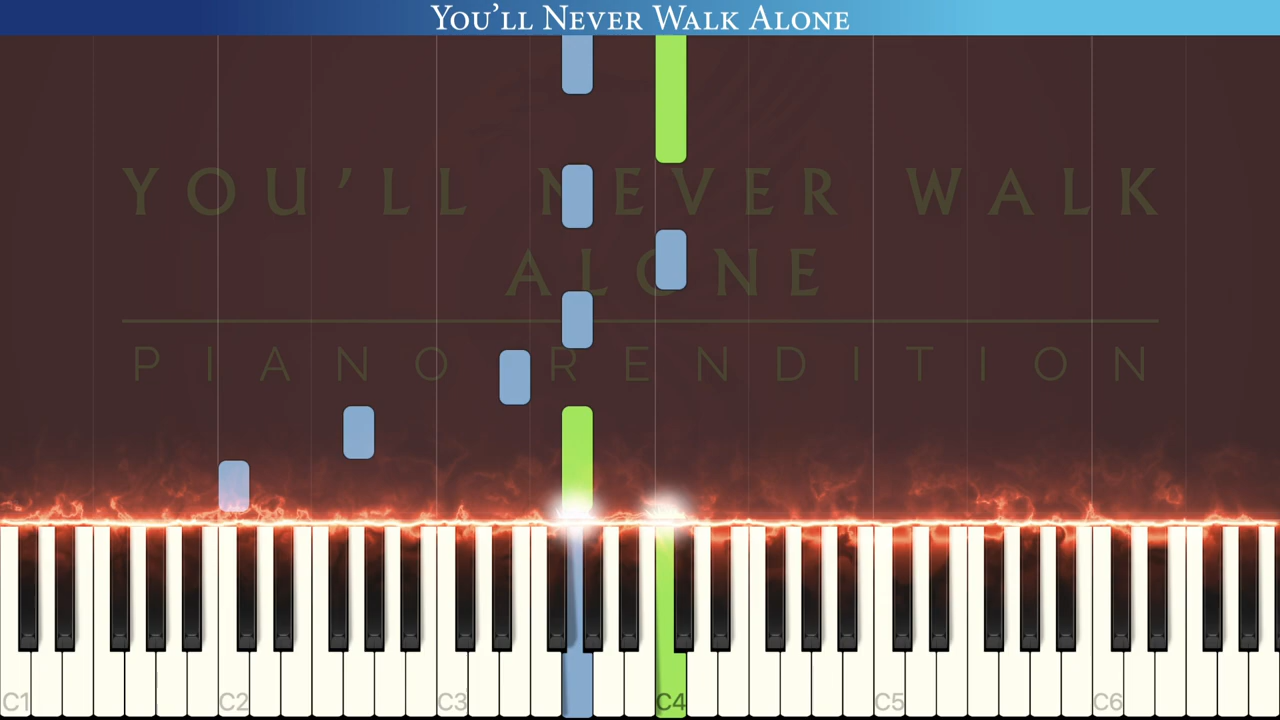 You’ll Never Walk Alone
YOU’LL NEVER WALK
ALONE
PIANO RENDITION
C1 C2 C3 C4 C5 C6